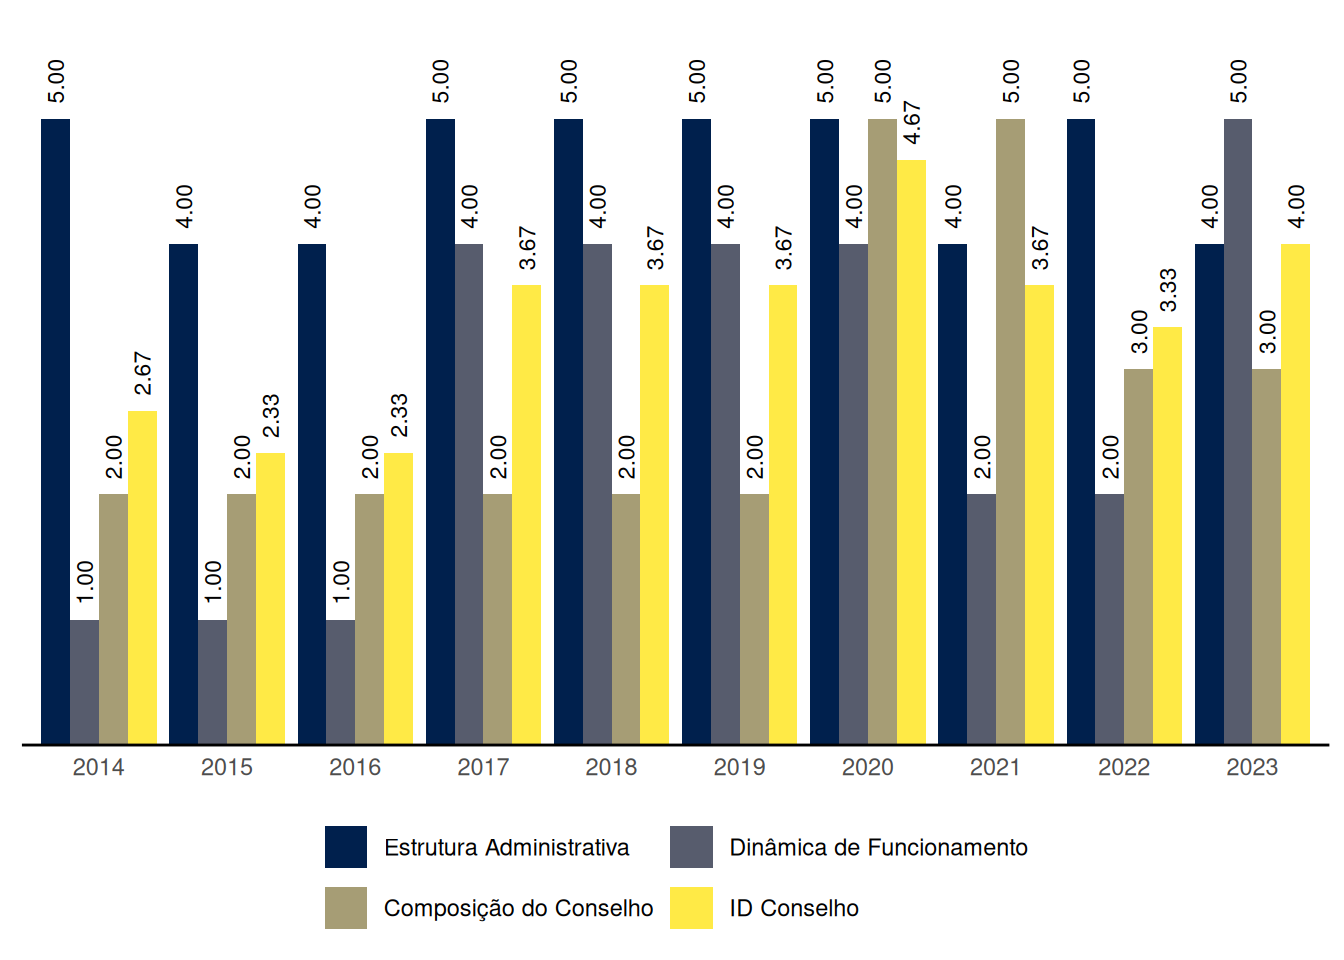 5.00 1.00 2.00 2.67 4.00 1.00 2.00 2.33 4.00 1.00 2.00 2.33 5.00 4.00 2.00 3.67 5.00 4.00 2.00 3.67 5.00 4.00 2.00 3.67 5.00 4.00 5.00 4.67 4.00 2.00 5.00 3.67 5.00 2.00 3.00 3.33 4.00 5.00 3.00 4.00
2014 2015 2016 2017 2018 2019 2020 2021 2022 2023
Estrutura Administrativa Dinâmica de Funcionamento
Composição do Conselho ID Conselho